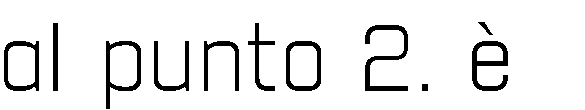 al punto 2. è